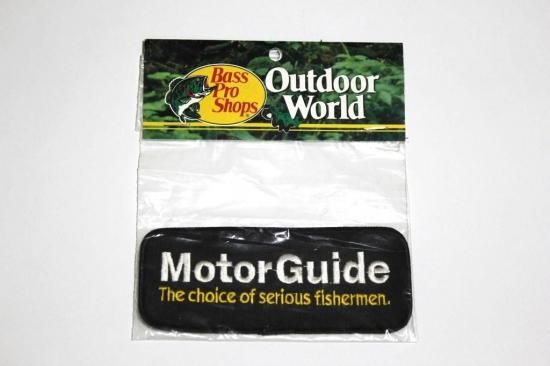 Bass
Pro
Shops
Outdoor
World
MotorGuide
The choice of serious fishermen.